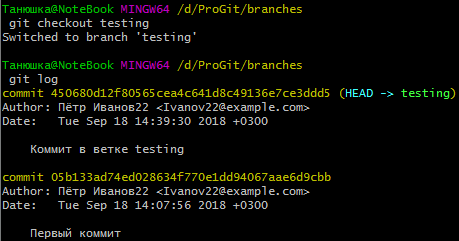 Танюшка@NoteBook MINGW64 /d/ProGit/branches
git checkout testing
Switched to branch 'testing'
Танюшка@NoteBook MINGW64 /d/ProGit/branches
git log
commit 450680d12f80565cea4c641d8c49136e7ce3ddd5 (HEAD -> testing)
Author: Пётр Иванов22 <Ivanov22@example.com>
Date:   Tue Sep 18 14:39:30 2018 +0300
Коммит в ветке testing
commit 05b133ad74ed028634f770e1dd94067aae6d9cbb
Author: Пётр Иванов22 <Ivanov22@example.com>
Date:   Tue Sep 18 14:07:56 2018 +0300
Первый коммит